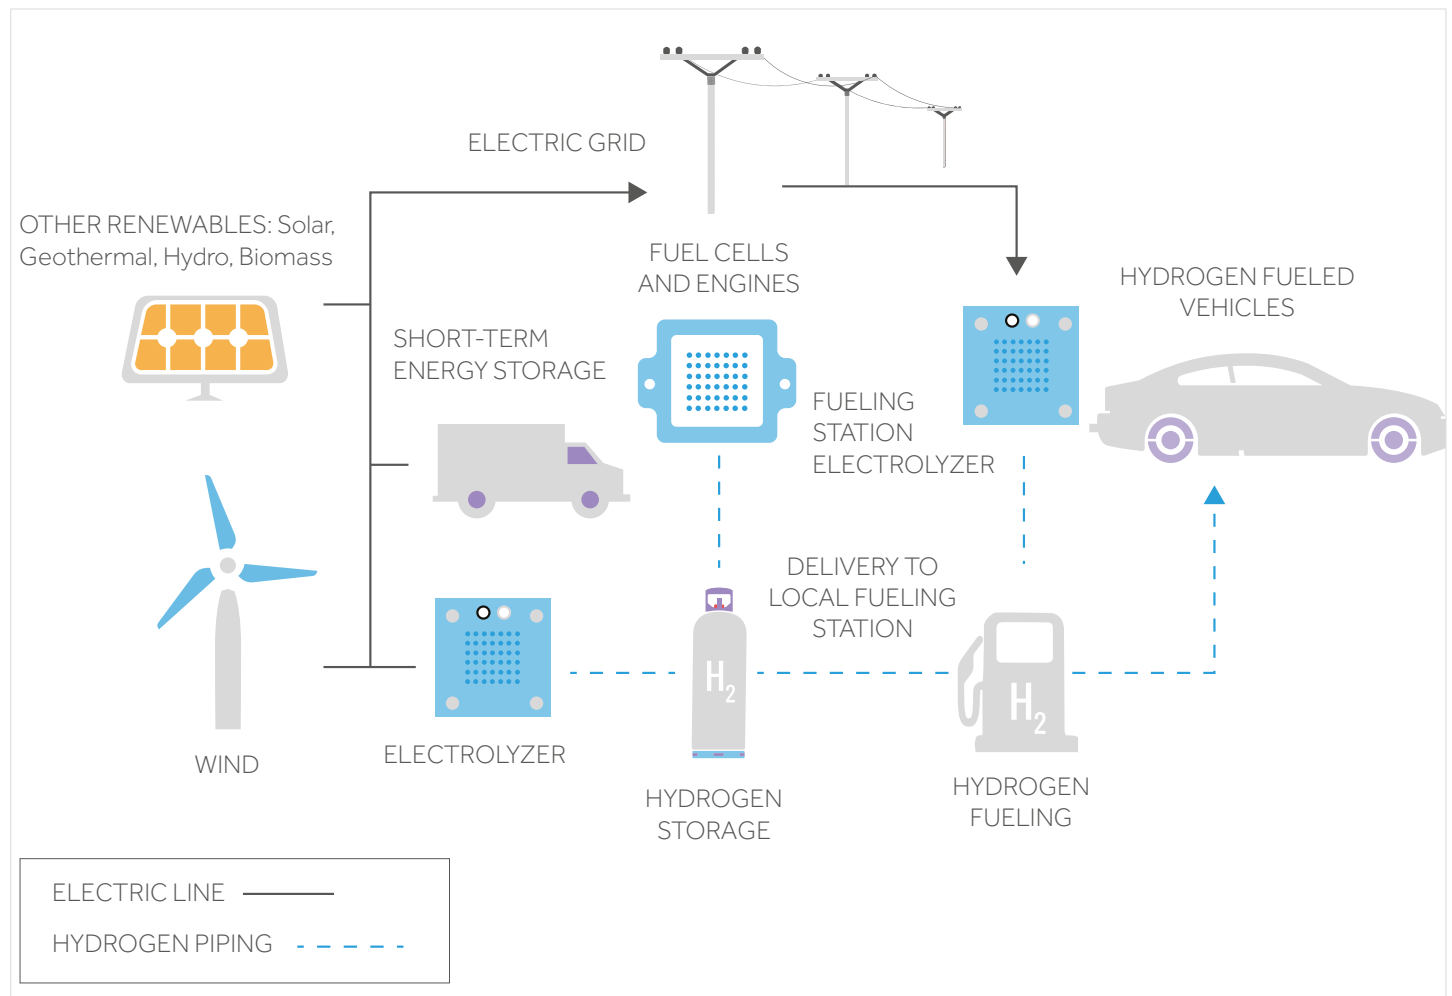 ELECTRIC GRID
OTHER RENEWABLES: Solar,
Geothermal, Hydro, Biomass
FUEL CELLS
AND ENGINES
HYDROGEN FUELED
VEHICLES
SHORT-TERM
ENERGY STORAGE
FUELING
STATION
ELECTROLYZER
DELIVERY TO
LOCAL FUELING
STATION
H2
H2
WIND
ELECTROLYZER
HYDROGEN
STORAGE
HYDROGEN
FUELING
ELECTRIC LINE
HYDROGEN PIPING